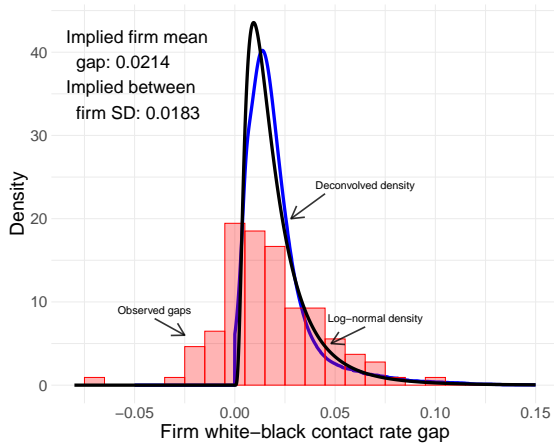 Implied firm mean
gap: 0.0214
Implied between
firm SD: 0.0183
Deconvolved density
Observed gaps
Log−normal density
Density
0
10
20
30
40
−0.05
0.00
0.05
0.10
0.15
Firm white−black contact rate gap